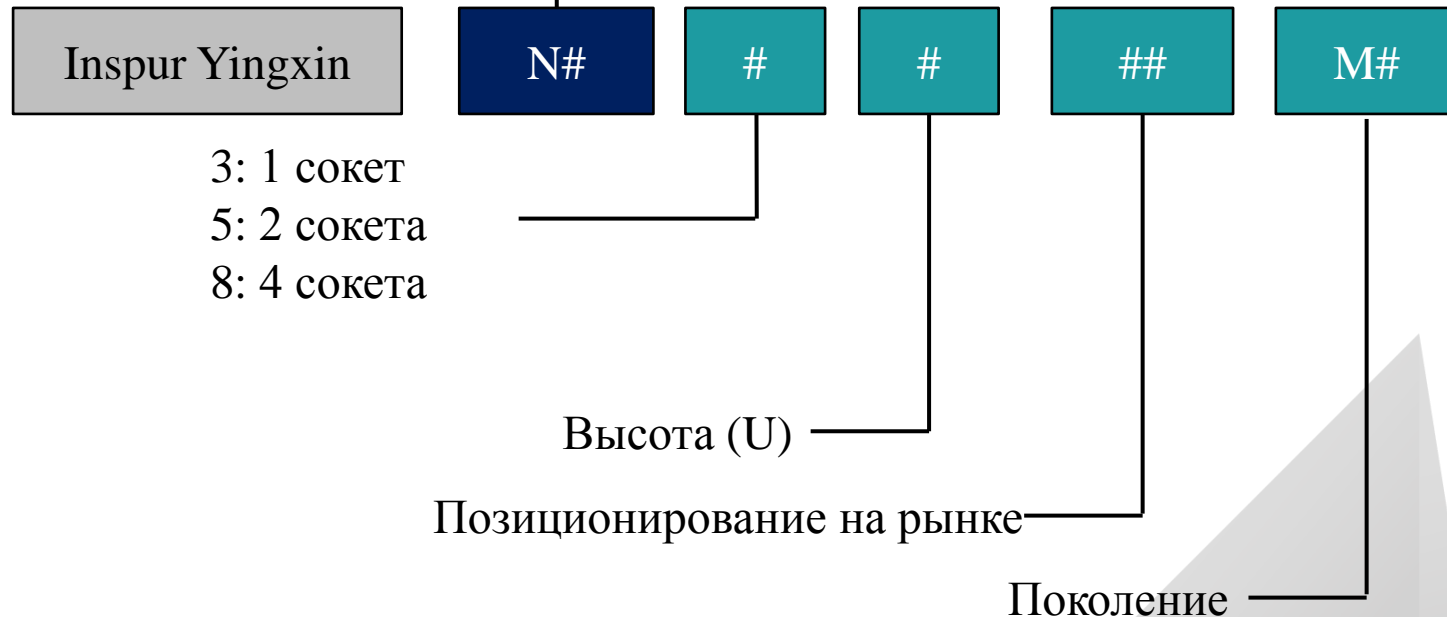 Inspur Yingxin N# # # ## M#
3: 1 сокет
5: 2 сокета
8: 4 сокета
Высота (U)
Позиционирование на рынке
Поколение